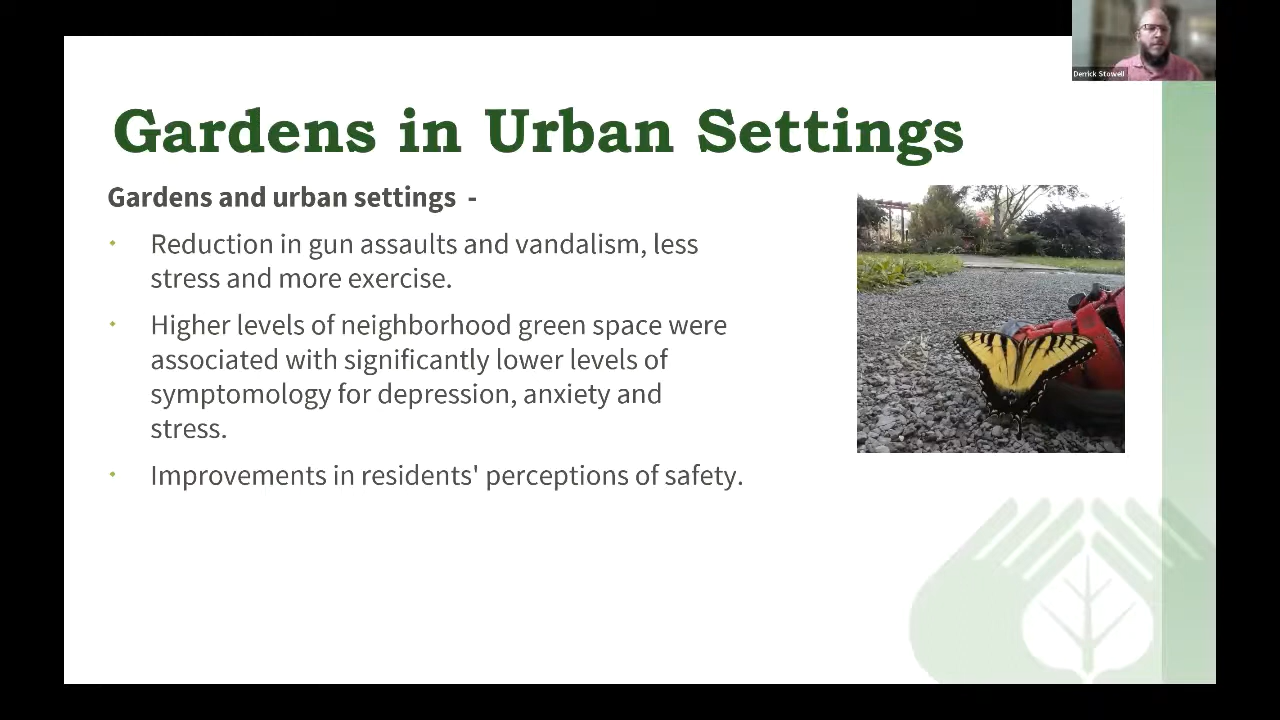 Derrick Stowell
Gardens in Urban Settings
Gardens and urban settings -
Reduction in gun assaults and vandalism, less
stress and more exercise.
Higher levels of neighborhood green space were
associated with significantly lower levels of
symptomology for depression, anxiety and
stress.
Improvements in residents' perceptions of safety.